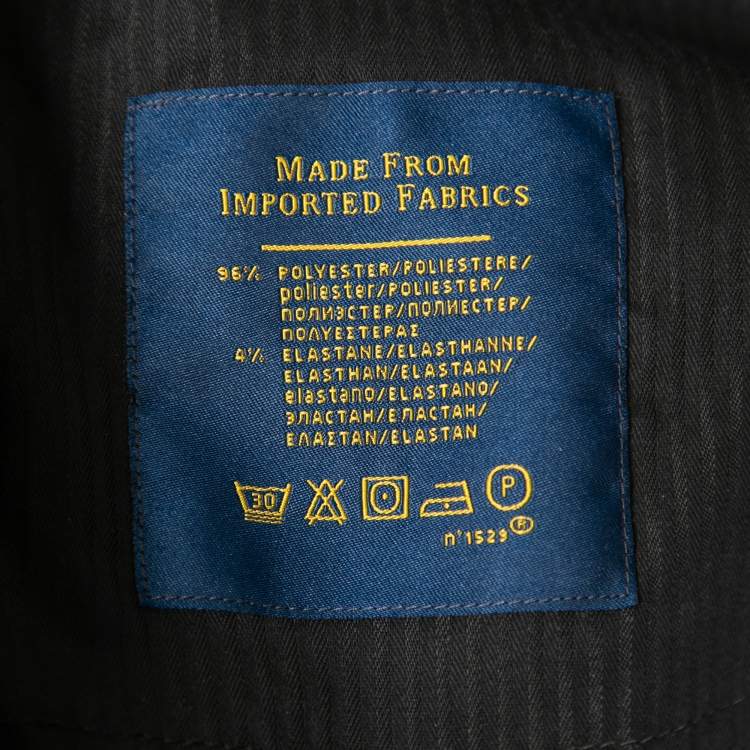 MADE FROM
IMPORTED FABRICS
96% POLYESTER/POLIESTERE/
poliester/POLIESTER/
ПОЛИЭСТЕР/ПОЛИЕСТЕР/
ΠΟΛΥΕΣΤΕΡΑΣ
4% ELASTANE/ELASTHANNE/
ELASTHAN/ELASTAAN/
elastano/ELASTANO/
ЭЛАСТАН/ЕЛАСТАН/
ΕΛΑΣΤΑΝ/ELASTAN
30 P
n°1529 R